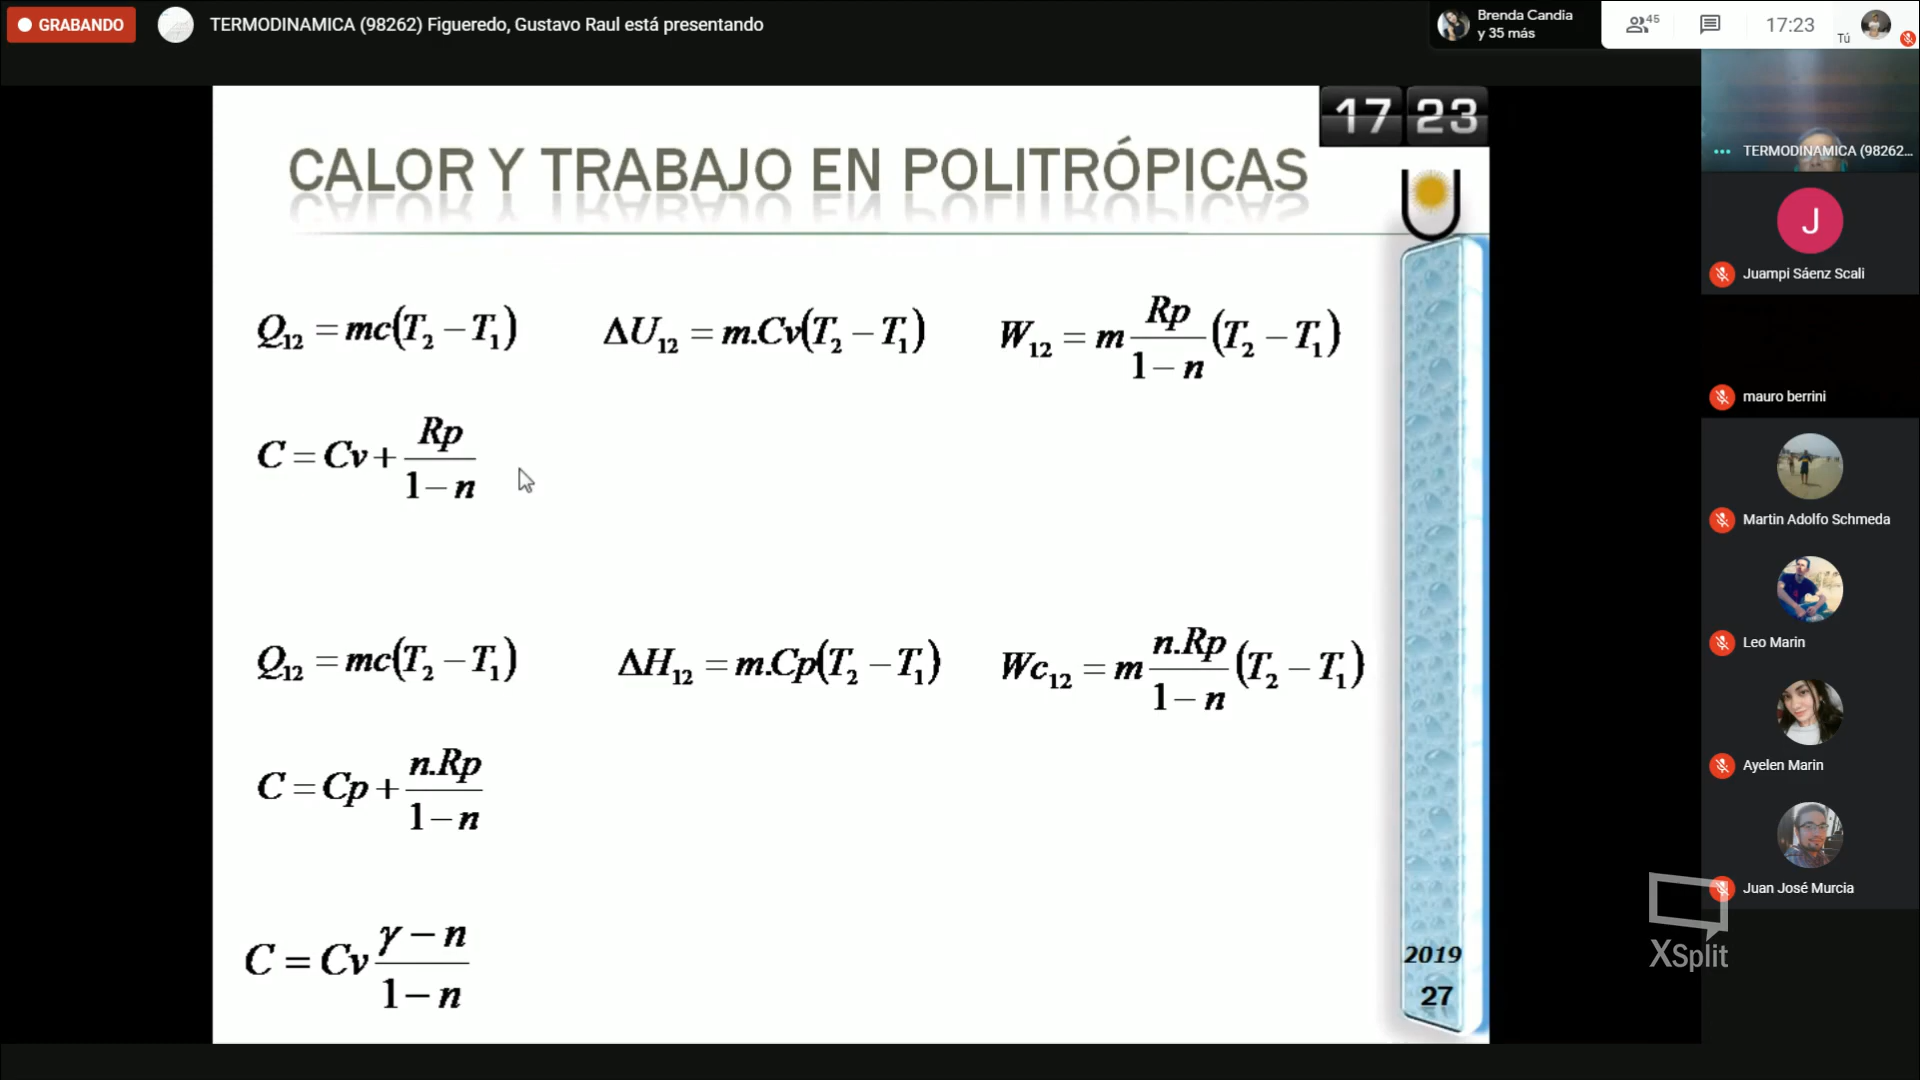 GRABANDO
TERMODINAMICA (98262) Figueredo, Gustavo Raul está presentando
Brenda Candia
y 35 más
45
17:23
Tú
17 23
CALOR Y TRABAJO EN POLITRÓPICAS
TERMODINAMICA (98262...
J
Juampi Sáenz Scali
Q₁₂ = mc(T₂ − T₁) ΔU₁₂ = m.Cv(T₂ − T₁) W₁₂ = m Rp/(1 − n) (T₂ − T₁)
mauro berrini
C = Cv + Rp/(1 − n)
Martin Adolfo Schmeda
Q₁₂ = mc(T₂ − T₁) ΔH₁₂ = m.Cp(T₂ − T₁) Wc₁₂ = m n.Rp/(1 − n) (T₂ − T₁)
Leo Marin
C = Cp + n.Rp/(1 − n)
Ayelen Marin
Juan José Murcia
C = Cv (γ − n)/(1 − n)
2019
27
XSplit